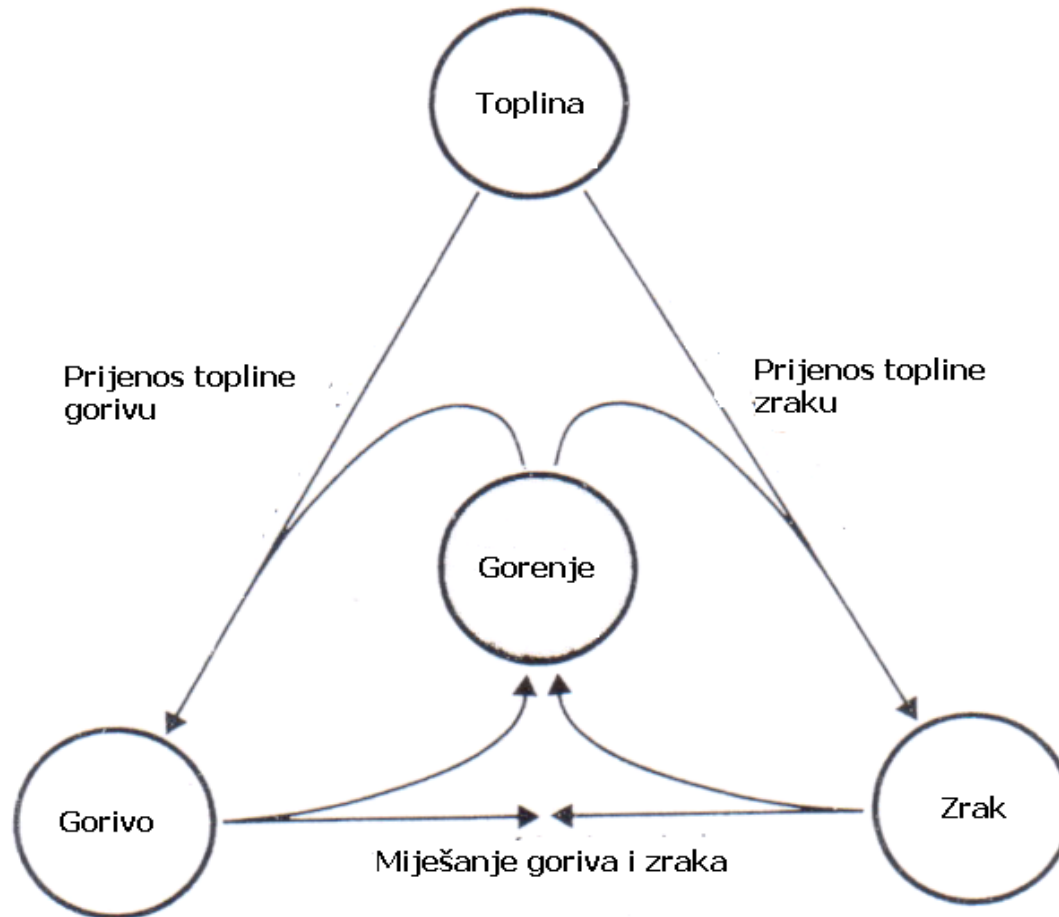 Toplina
Prijenos topline
gorivu
Prijenos topline
zraku
Gorenje
Gorivo
Zrak
Miješanje goriva i zraka